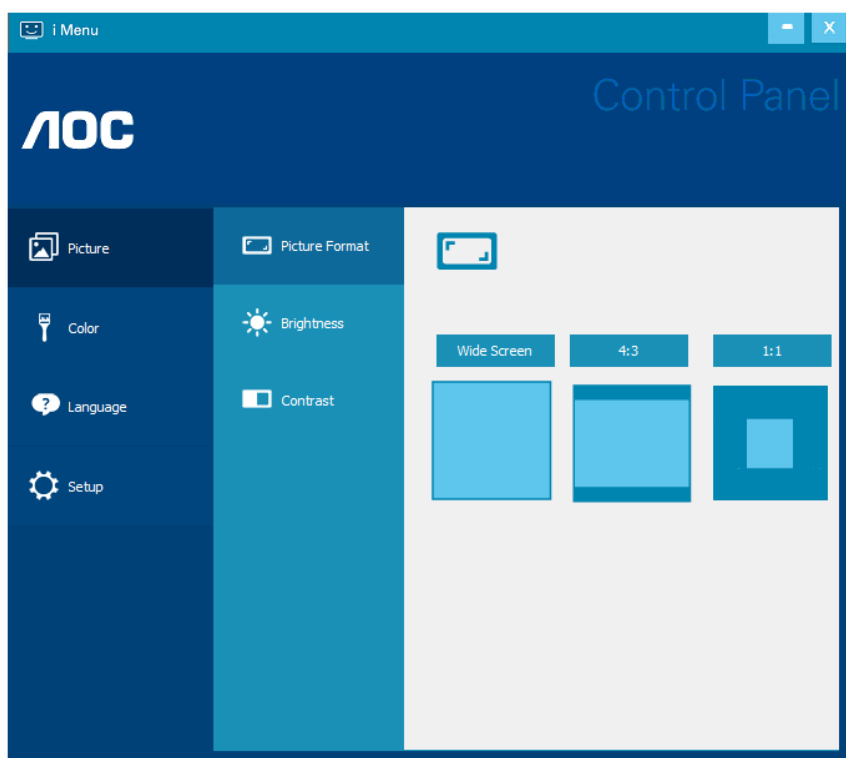 i Menu
X
Control Panel
AOC
Picture
Picture Format
Color
Brightness
Wide Screen
4:3
1:1
Language
Contrast
Setup